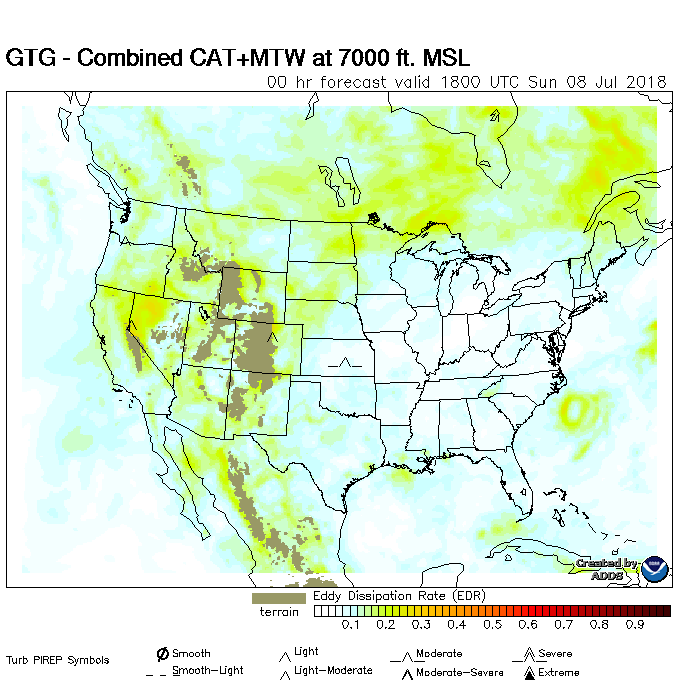 GTG - Combined CAT+MTW at 7000 ft. MSL
00 hr forecast valid 1800 UTC Sun 08 Jul 2018
Created by
ADDS
Eddy Dissipation Rate (EDR)
terrain
0.1 0.2 0.3 0.4 0.5 0.6 0.7 0.8 0.9
Turb PIREP Symbols
Smooth Light Moderate Severe
Smooth-Light Light-Moderate Moderate-Severe Extreme